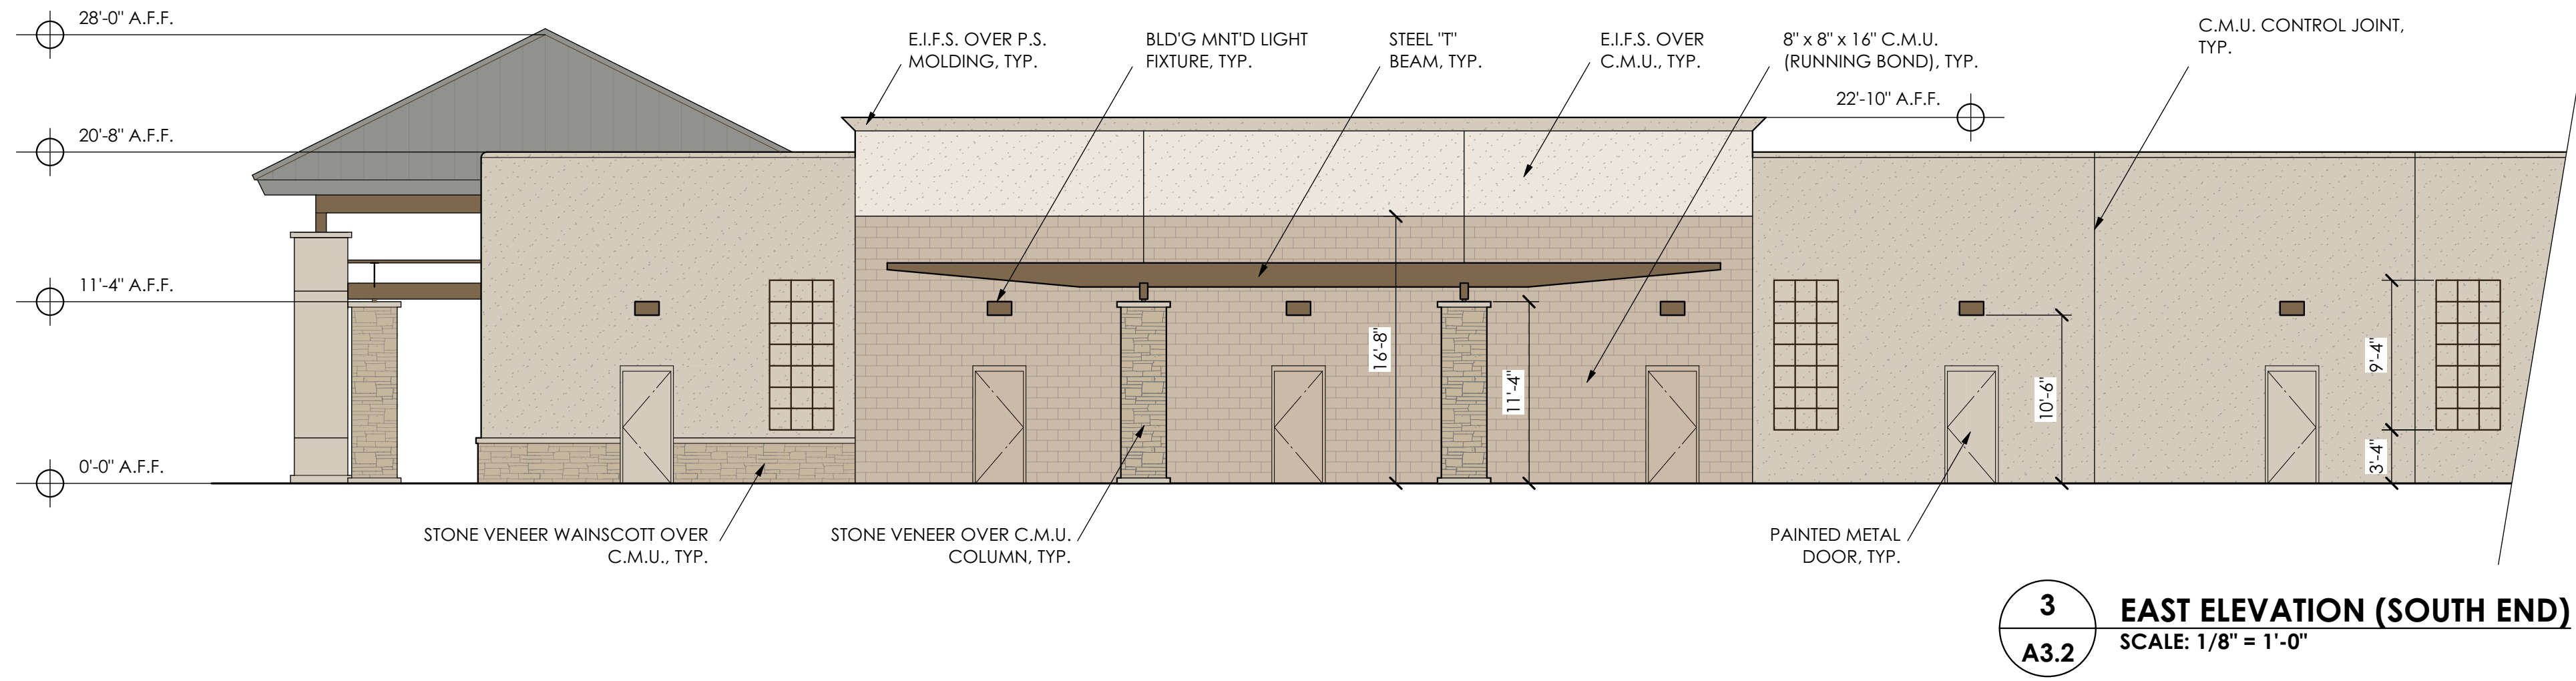 28'-0" A.F.F.
20'-8" A.F.F.
11'-4" A.F.F.
0'-0" A.F.F.
E.I.F.S. OVER P.S.
MOLDING, TYP.
BLD'G MNT'D LIGHT
FIXTURE, TYP.
STEEL "T"
BEAM, TYP.
E.I.F.S. OVER
C.M.U., TYP.
8" x 8" x 16" C.M.U.
(RUNNING BOND), TYP.
C.M.U. CONTROL JOINT,
TYP.
22'-10" A.F.F.
16'-8"
11'-4"
10'-6"
9'-4"
3'-4"
STONE VENEER WAINSCOTT OVER
C.M.U., TYP.
STONE VENEER OVER C.M.U.
COLUMN, TYP.
PAINTED METAL
DOOR, TYP.
3
A3.2
EAST ELEVATION (SOUTH END)
SCALE: 1/8" = 1'-0"